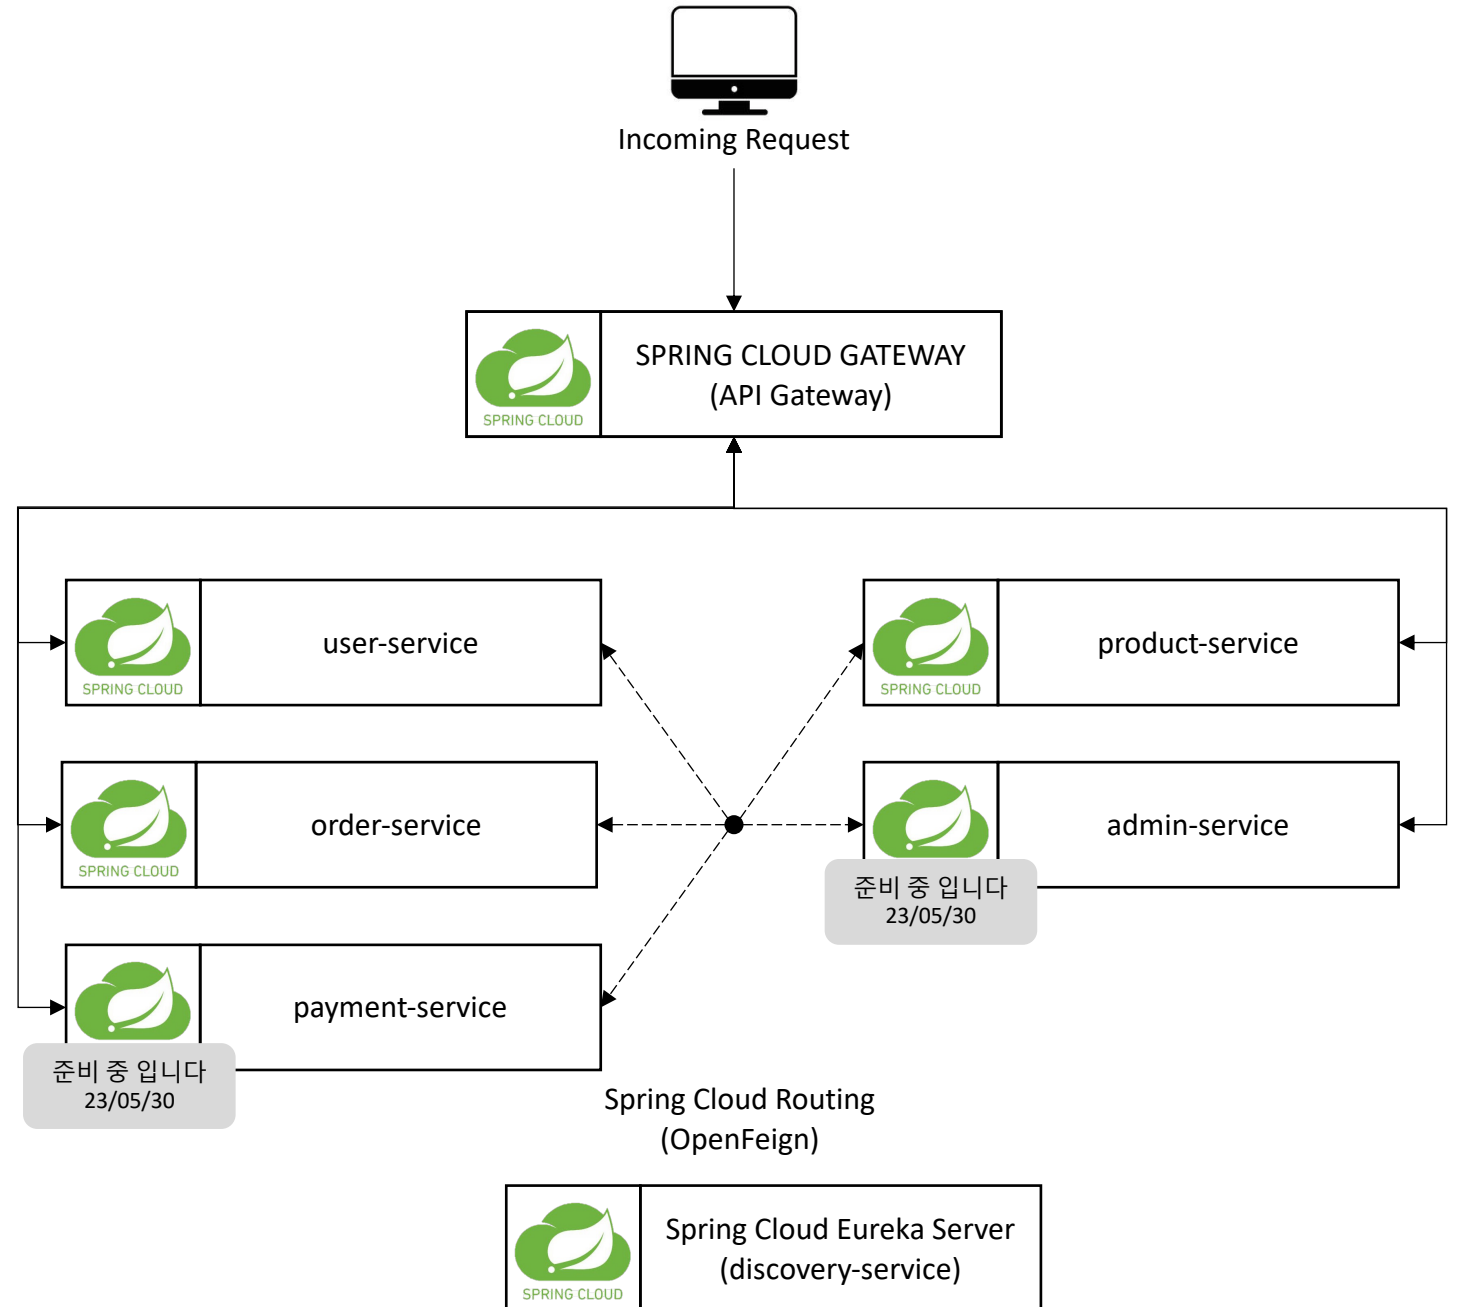 Incoming Request
SPRING CLOUD GATEWAY
(API Gateway)
SPRING CLOUD
user-service
SPRING CLOUD
product-service
SPRING CLOUD
order-service
SPRING CLOUD
admin-service
준비 중 입니다
23/05/30
payment-service
준비 중 입니다
23/05/30
Spring Cloud Routing
(OpenFeign)
Spring Cloud Eureka Server
(discovery-service)
SPRING CLOUD